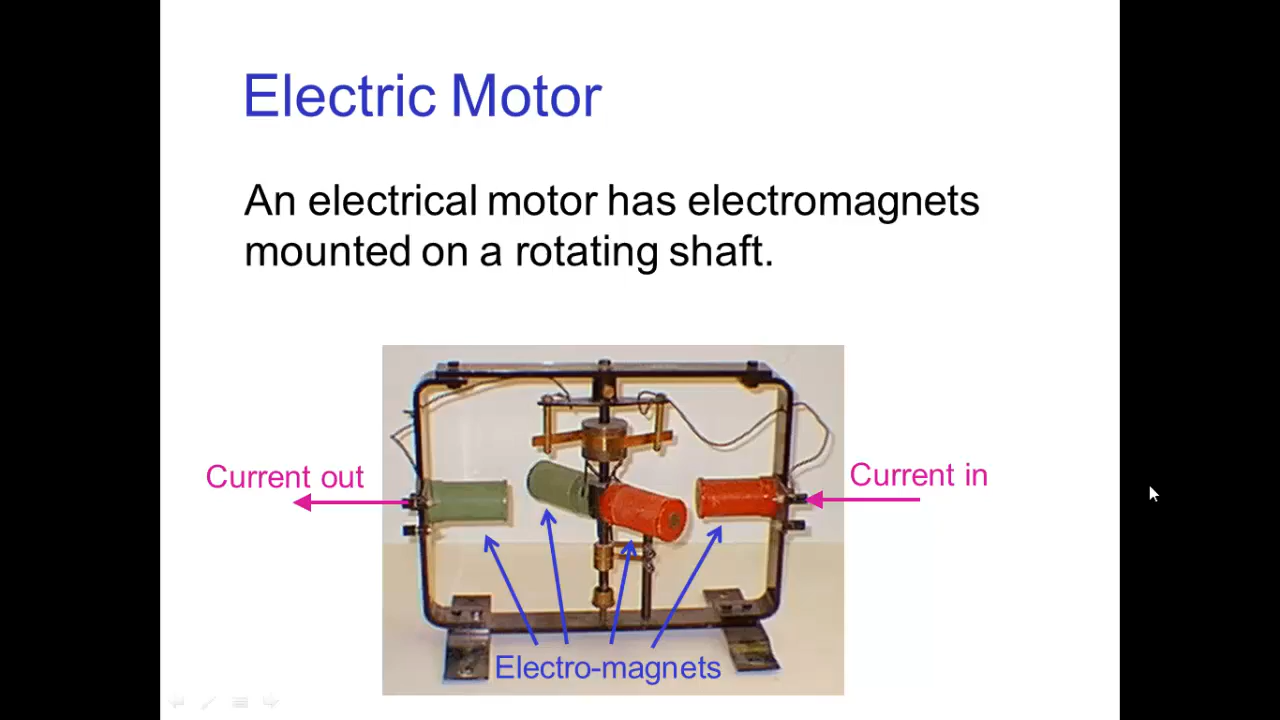 Electric Motor
An electrical motor has electromagnets
mounted on a rotating shaft.
Current out
Current in
Electro-magnets